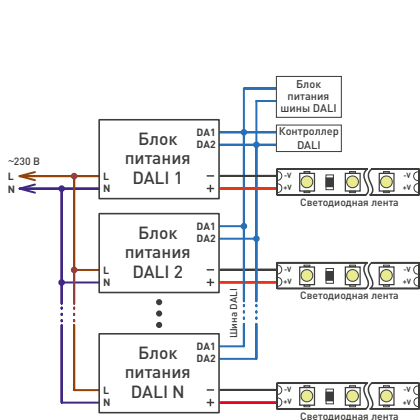 Блок
питания
шины DALI
Контроллер
DALI
~230 В
L
N
Блок
питания
DALI 1
L
N
DA1
DA2
–
+
-V
+V
-V
+V
Светодиодная лента
Блок
питания
DALI 2
L
N
DA1
DA2
–
+
-V
+V
-V
+V
Светодиодная лента
Шина DALI
Блок
питания
DALI N
L
N
DA1
DA2
–
+
-V
+V
-V
+V
Светодиодная лента